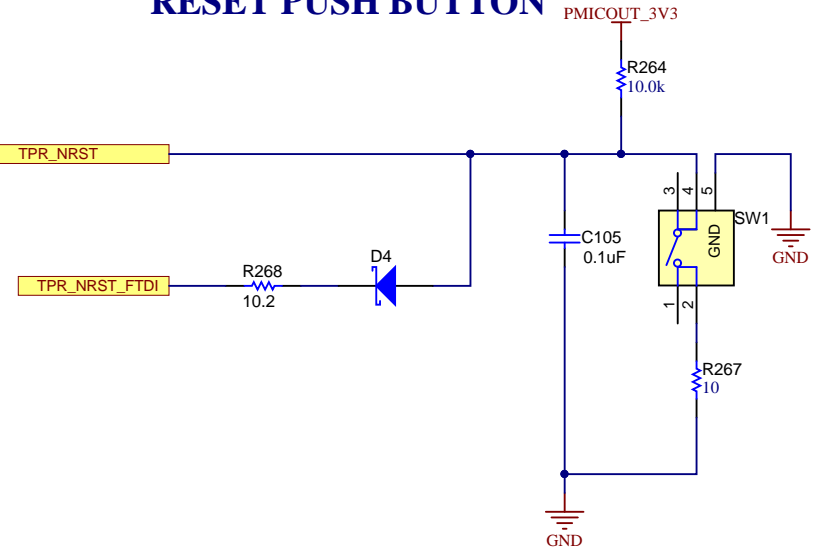 RESET PUSH BUTTON
PMICOUT_3V3
R264
10.0k
TPR_NRST
3
4
5
SW1
GND
GND
C105
0.1uF
D4
R268
10.2
TPR_NRST_FTDI
1
2
R267
10
GND